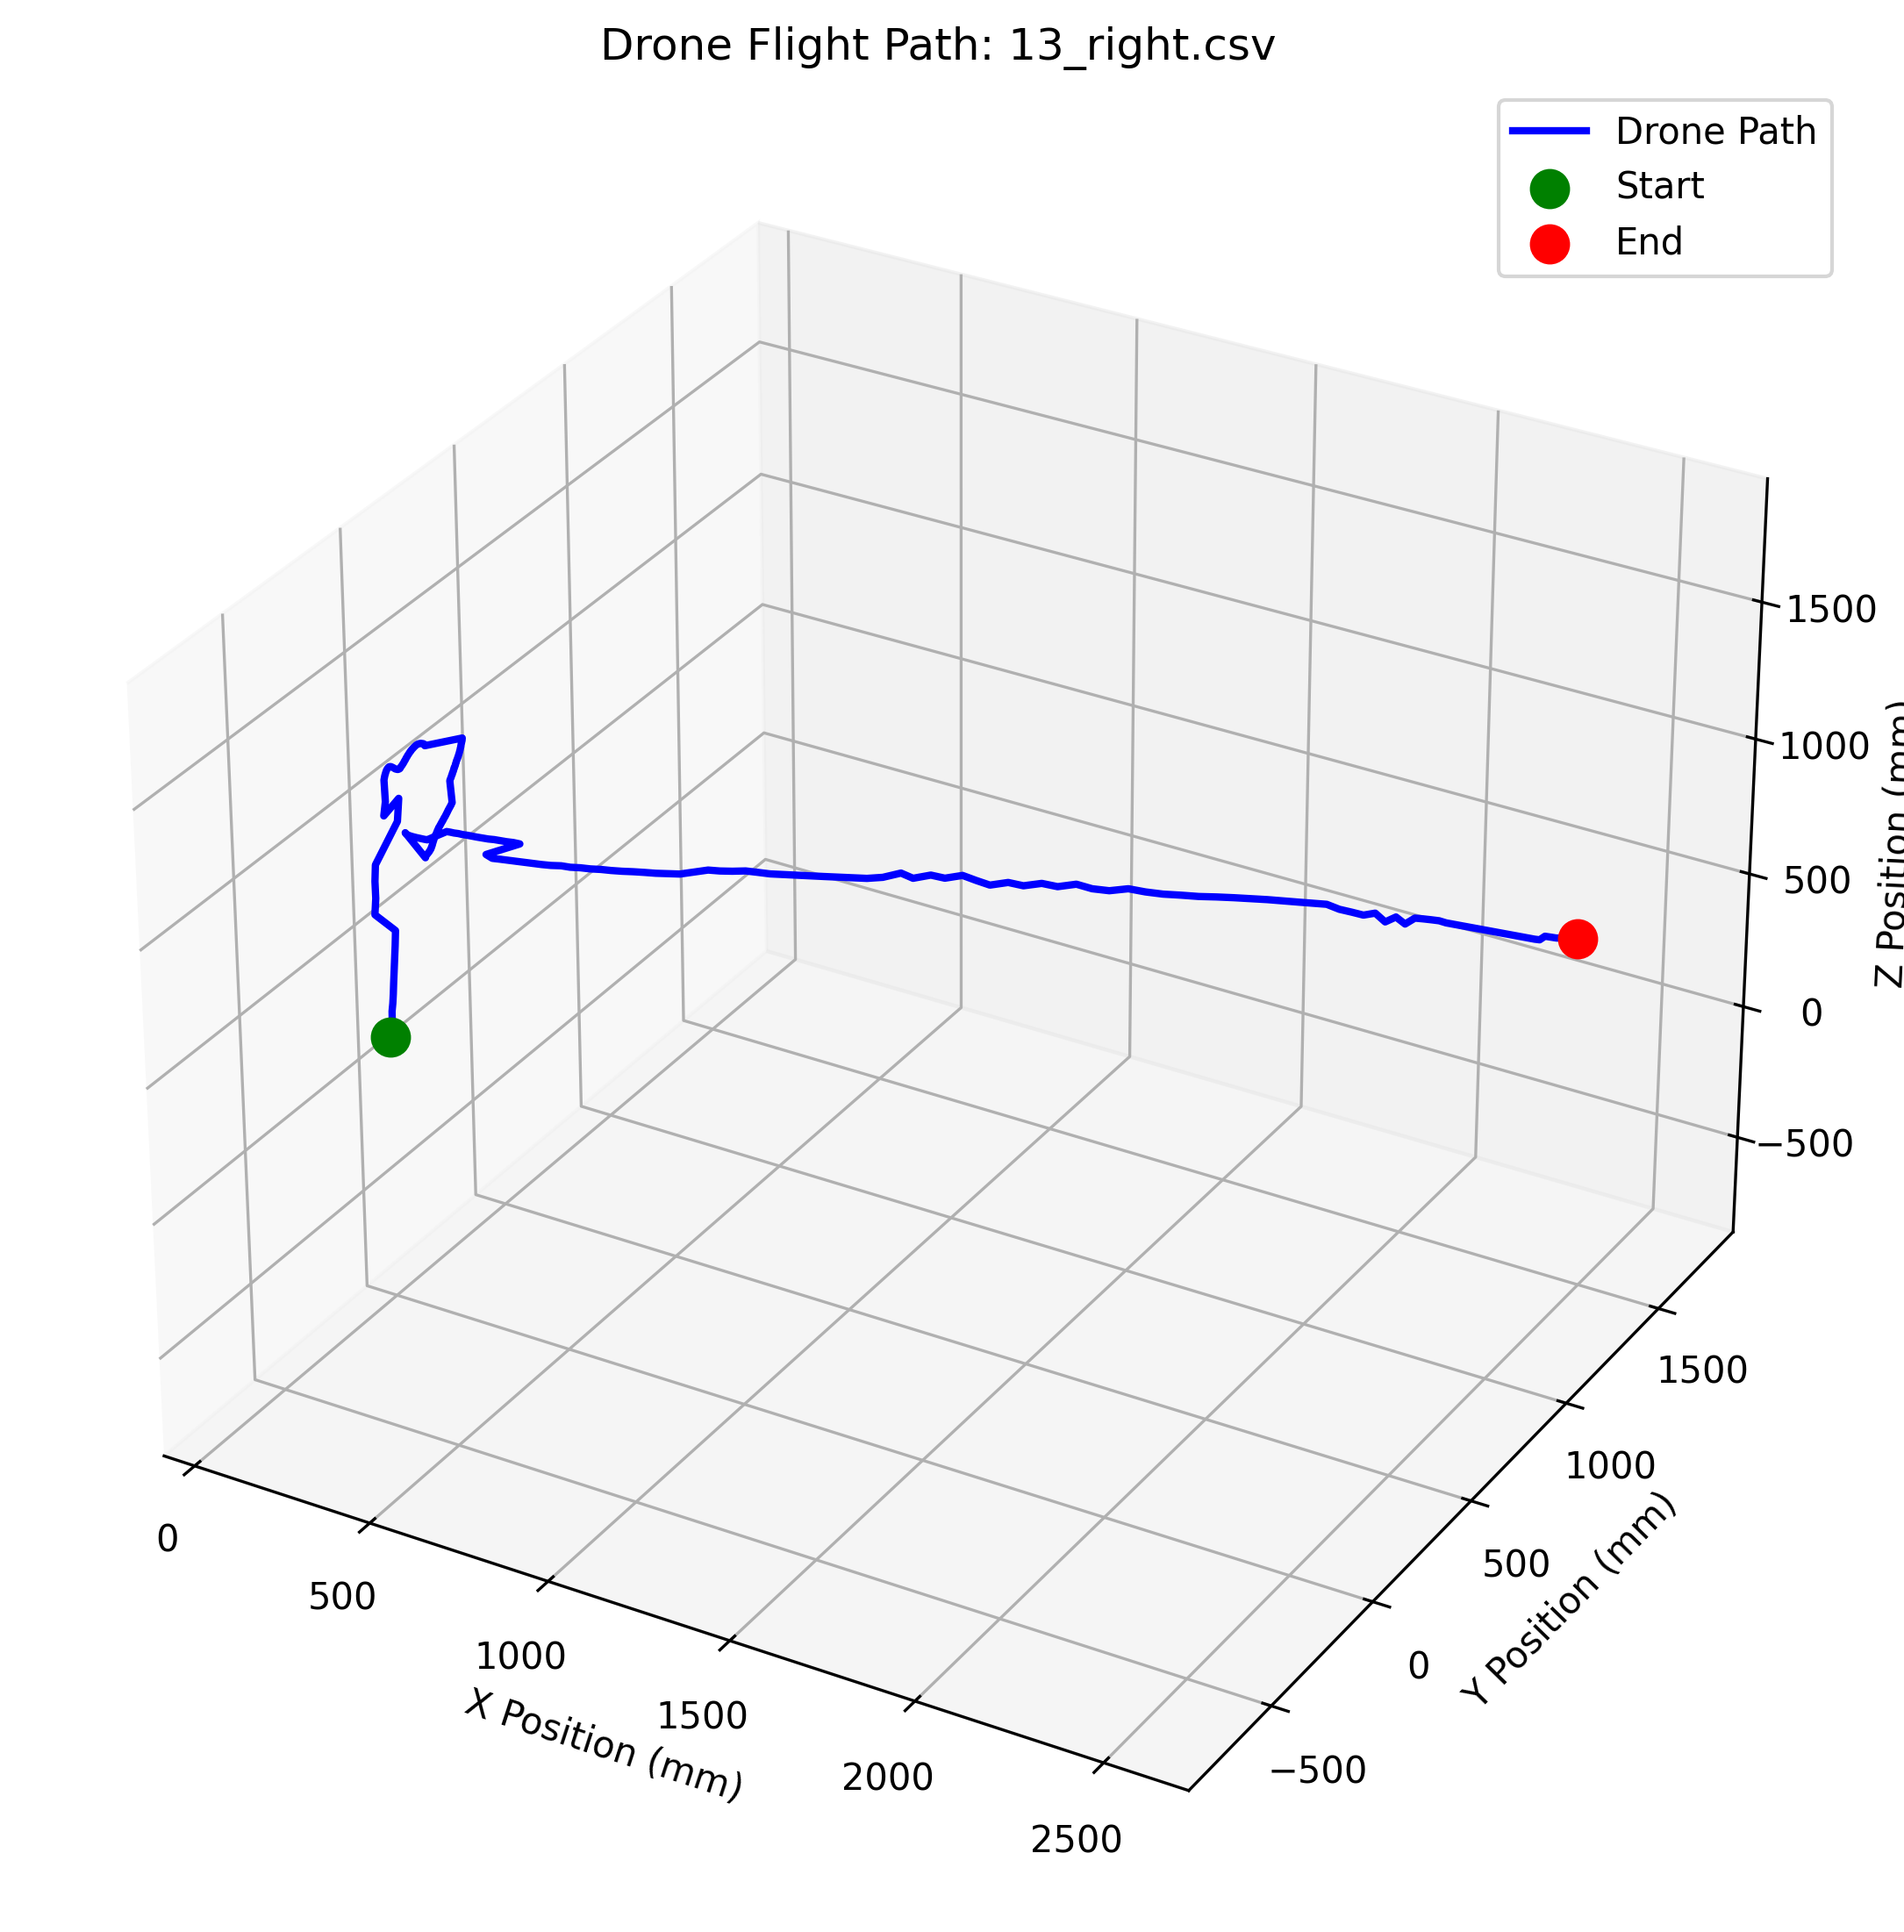 Drone Flight Path: 13_right.csv
Drone Path
Start
End
1500
1000
500
0
−500
Z Position (mm)
1500
1000
500
0
−500
Y Position (mm)
0
500
1000
1500
2000
2500
X Position (mm)